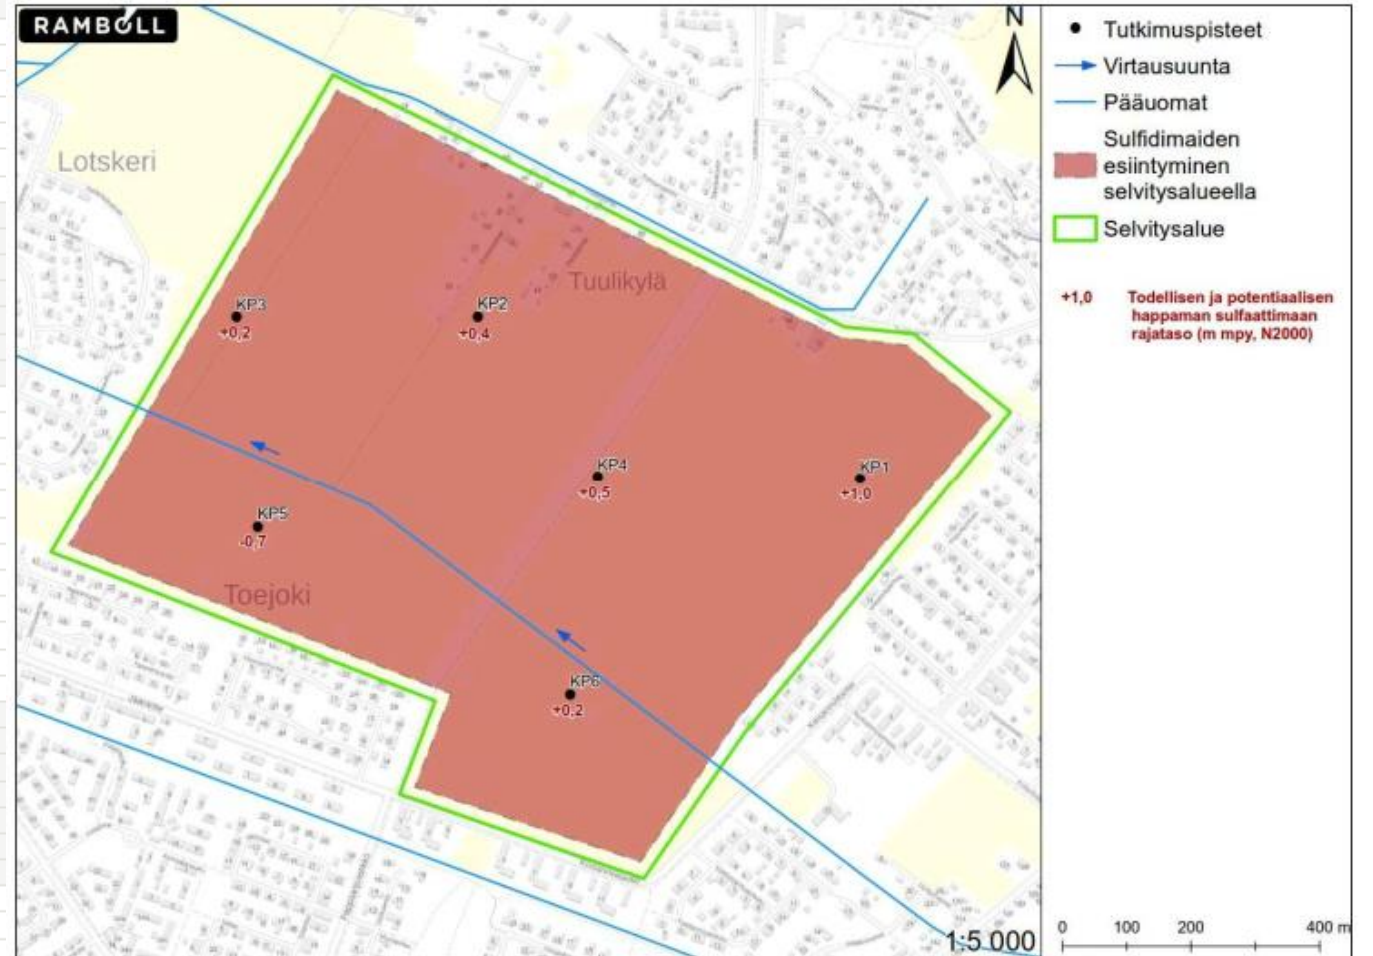 RAMBOLL
N
Lotskeri
Tuulikylä
KP3
+0,2
KP2
+0,4
KP4
+0,5
KP1
+1,0
KP5
-0,7
Toejoki
KP6
+0,2
1:5 000
Tutkimuspisteet
Virtausuunta
Pääuomat
Sulfidimaiden
esiintyminen
selvitysalueella
Selvitysalue
+1,0 Todellisen ja potentiaalisen
happaman sulfaattimaan
rajataso (m mpy, N2000)
0 100 200 400 m